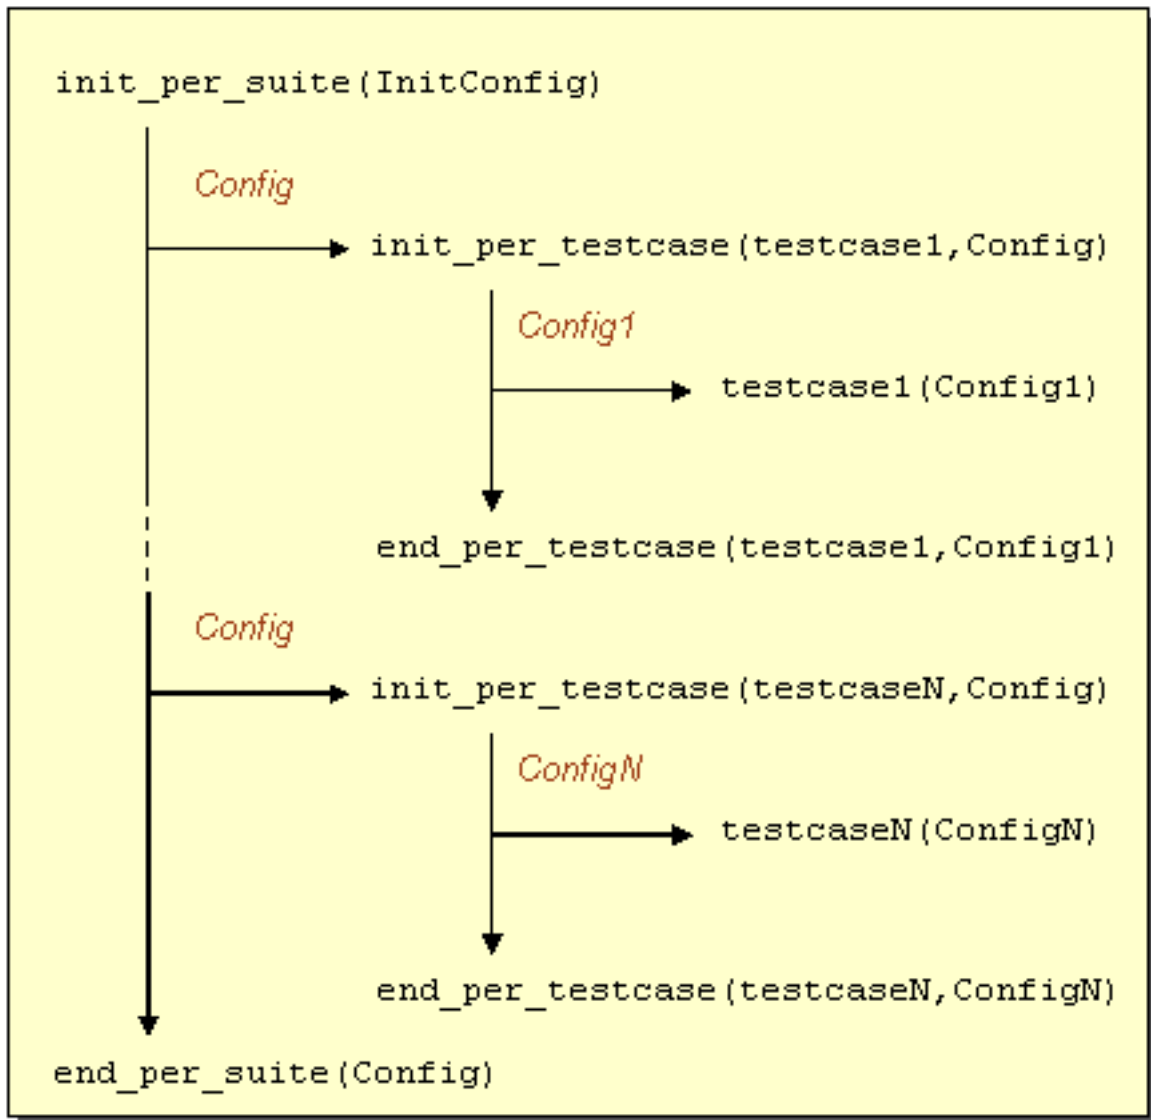 init_per_suite(InitConfig)
Config
init_per_testcase(testcase1,Config)
Config1
testcase1(Config1)
end_per_testcase(testcase1,Config1)
Config
init_per_testcase(testcaseN,Config)
ConfigN
testcaseN(ConfigN)
end_per_testcase(testcaseN,ConfigN)
end_per_suite(Config)